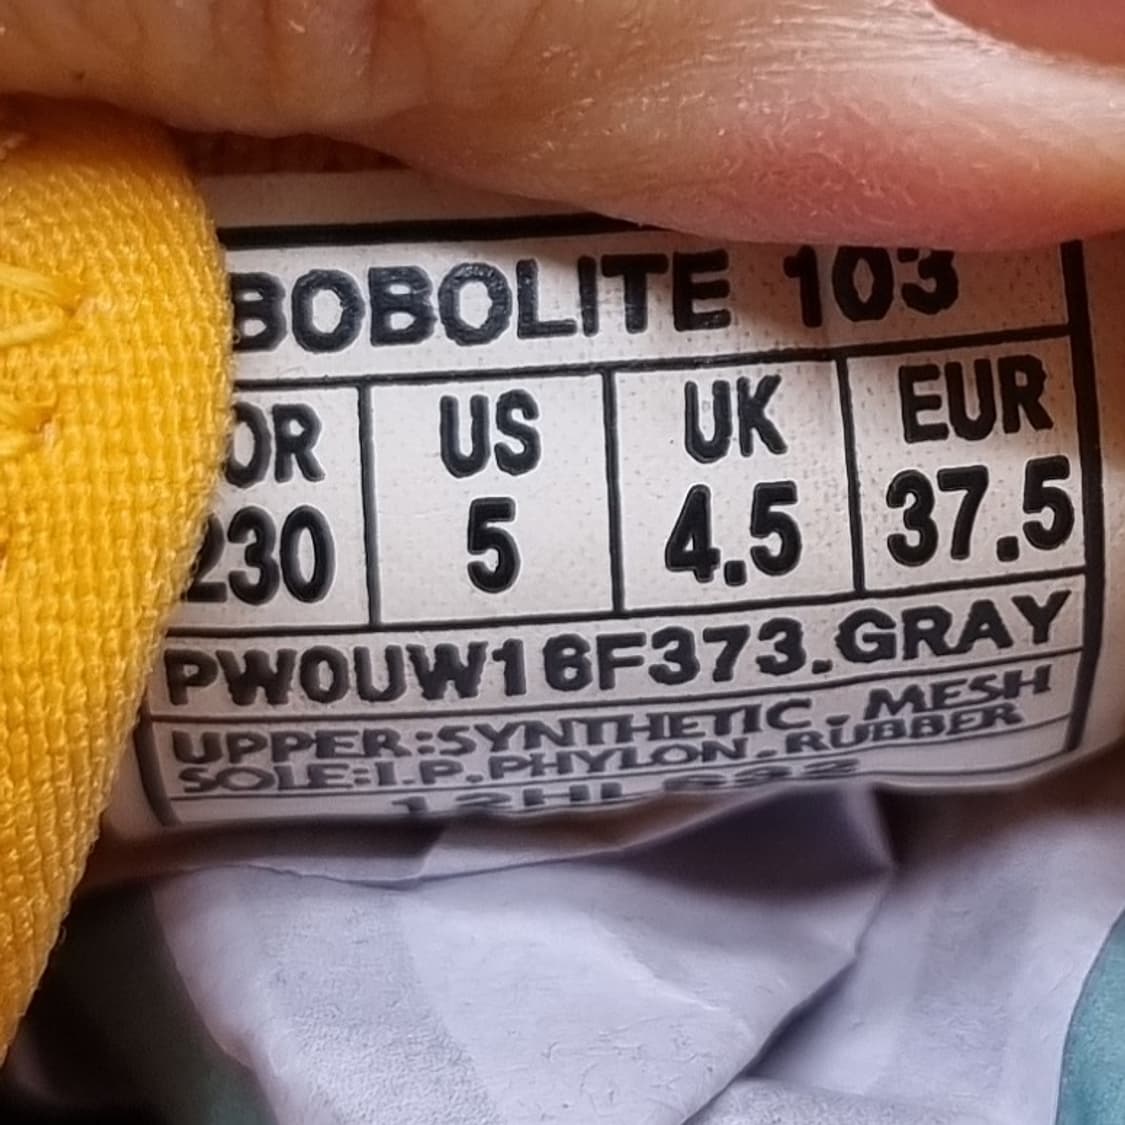 BOBOLITE 103
OR US UK EUR
230 5 4.5 37.5
PW0UW16F373.GRAY
UPPER:SYNTHETIC.MESH
SOLE:I.P.PHYLON.RUBBER